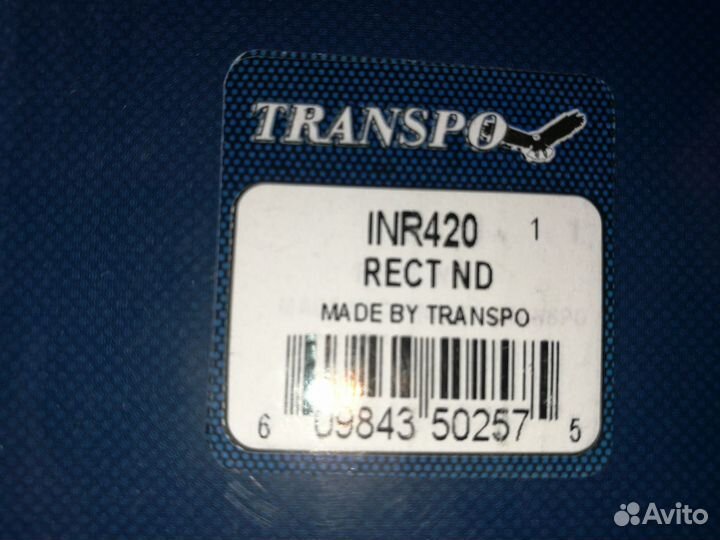 TRANSPO
INR420 1
RECT ND
MADE BY TRANSPO
6 09843 50257 5
Avito